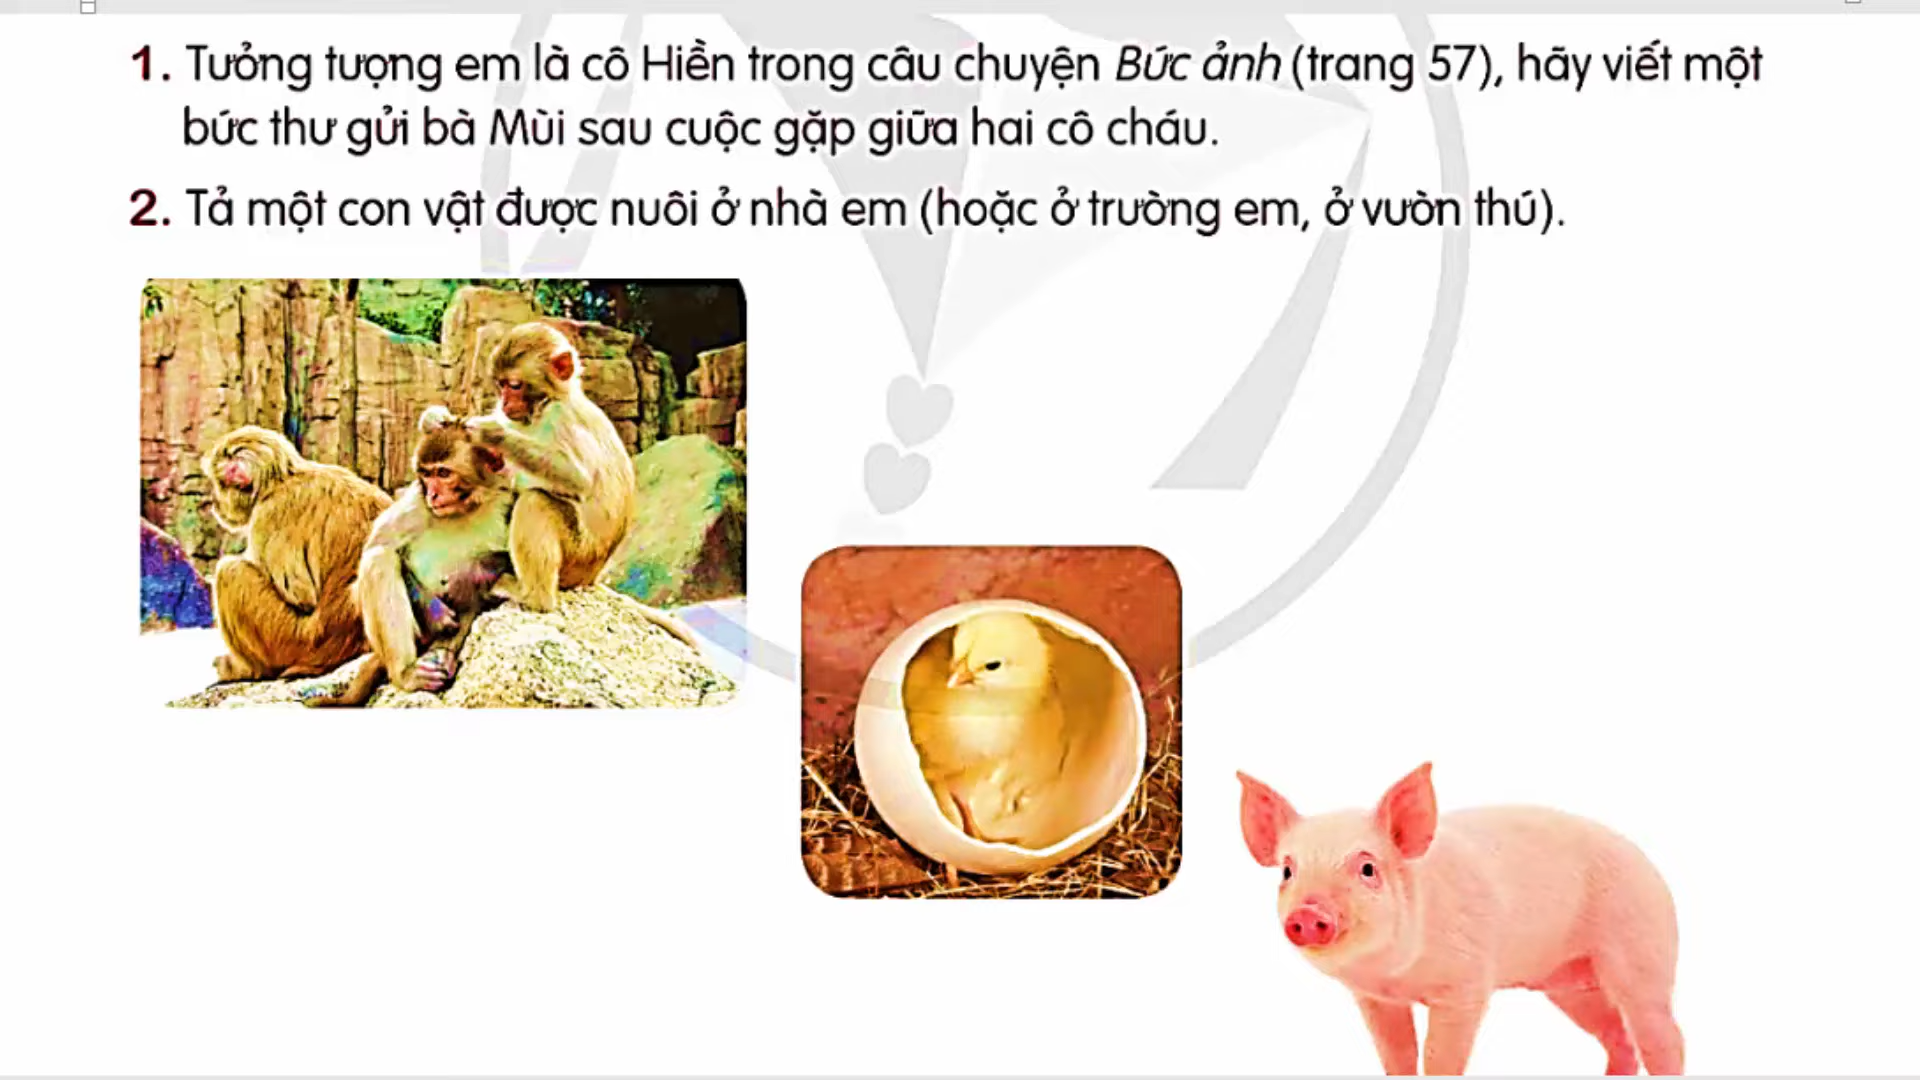 1. Tưởng tượng em là cô Hiền trong câu chuyện Bức ảnh (trang 57), hãy viết một
bức thư gửi bà Mùi sau cuộc gặp giữa hai cô cháu.
2. Tả một con vật được nuôi ở nhà em (hoặc ở trường em, ở vườn thú).